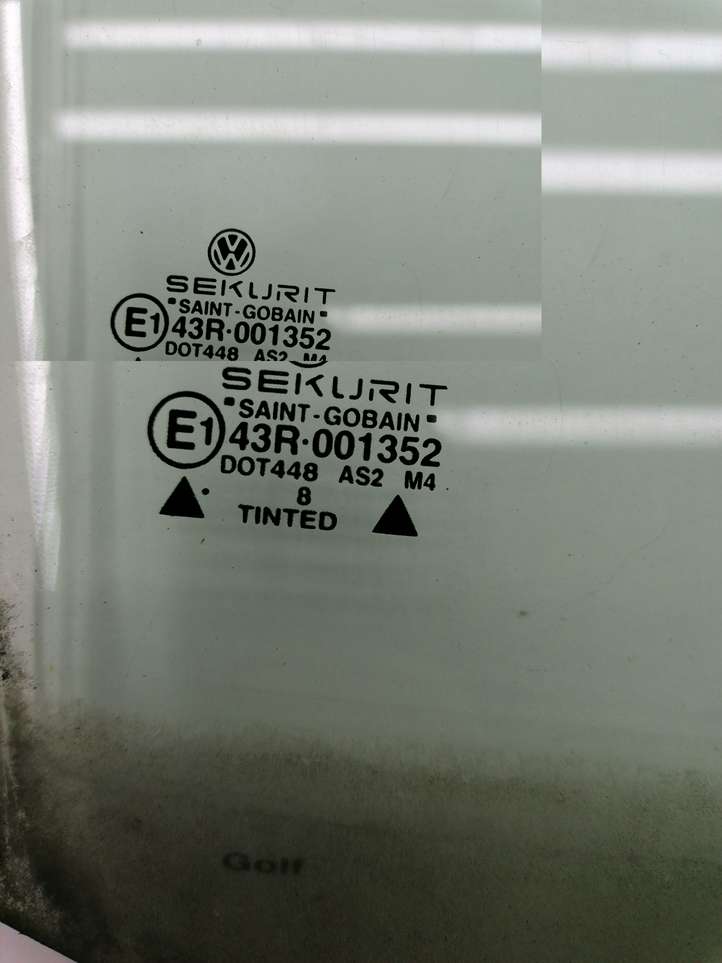 SEKURIT
"SAINT-GOBAIN"
E1 43R·001352
DOT448 AS2 M4
SEKURIT
"SAINT-GOBAIN"
E1 43R·001352
DOT448 AS2 M4
8
TINTED
Golf